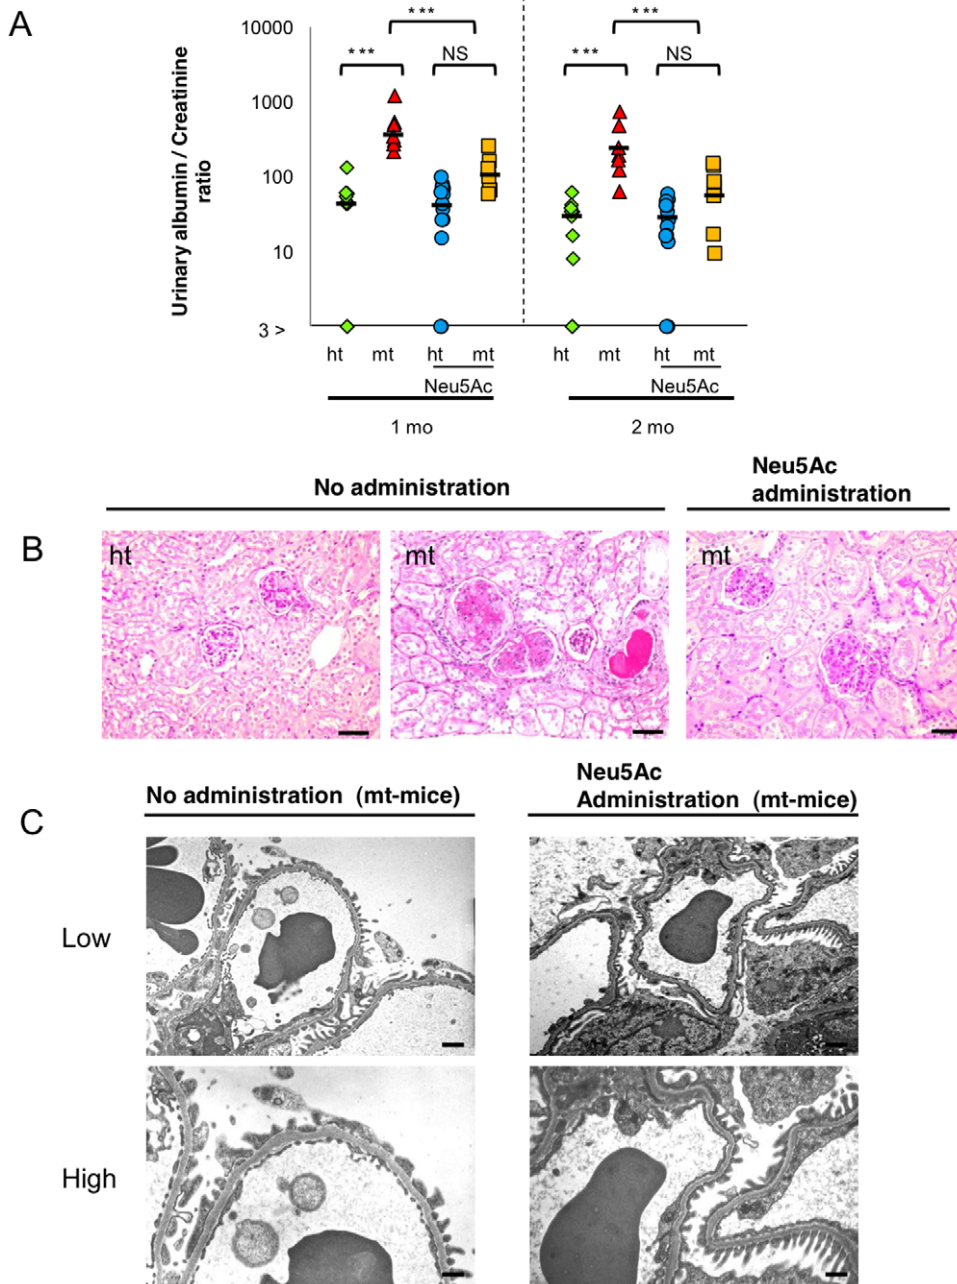 A
Urinary albumin / Creatinine
ratio
10000
1000
100
10
3 >
***
***
NS
***
***
NS
ht
mt
ht
mt
ht
mt
ht
mt
Neu5Ac
Neu5Ac
1 mo
2 mo
No administration
Neu5Ac
administration
B
ht
mt
mt
C
No administration (mt-mice)
Neu5Ac
Administration (mt-mice)
Low
High